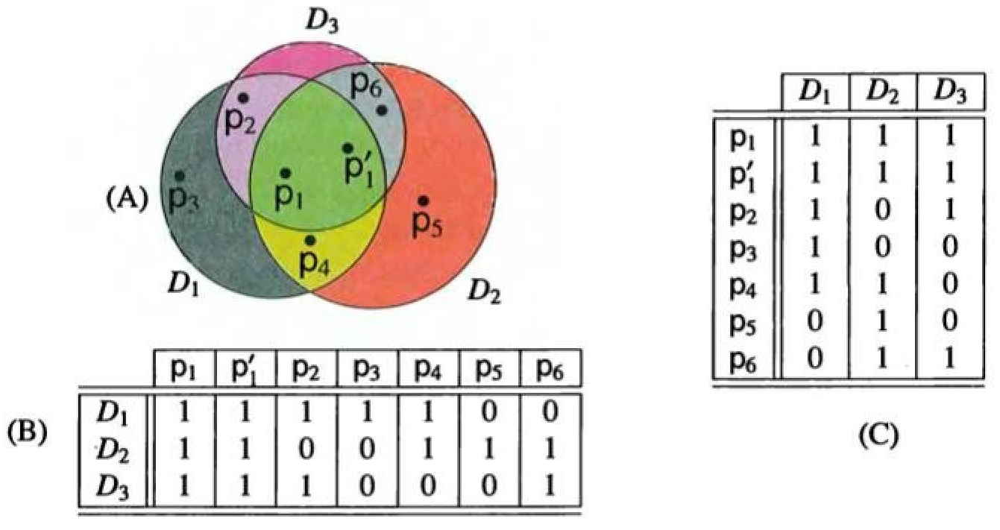 D₃
p₆
p₂
p′₁
(A)
p₃
p₁
p₅
p₄
D₁
D₂
p₁ p′₁ p₂ p₃ p₄ p₅ p₆
(B)
D₁ 1 1 1 1 1 0 0
D₂ 1 1 0 0 1 1 1
D₃ 1 1 1 0 0 0 1
D₁ D₂ D₃
p₁ 1 1 1
p′₁ 1 1 1
p₂ 1 0 1
p₃ 1 0 0
p₄ 1 1 0
p₅ 0 1 0
p₆ 0 1 1
(C)